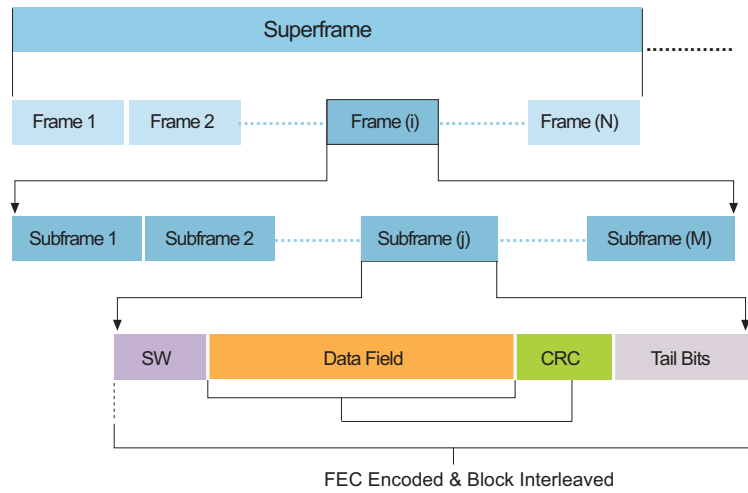 Superframe
Frame 1
Frame 2
Frame (i)
Frame (N)
Subframe 1
Subframe 2
Subframe (j)
Subframe (M)
SW
Data Field
CRC
Tail Bits
FEC Encoded & Block Interleaved